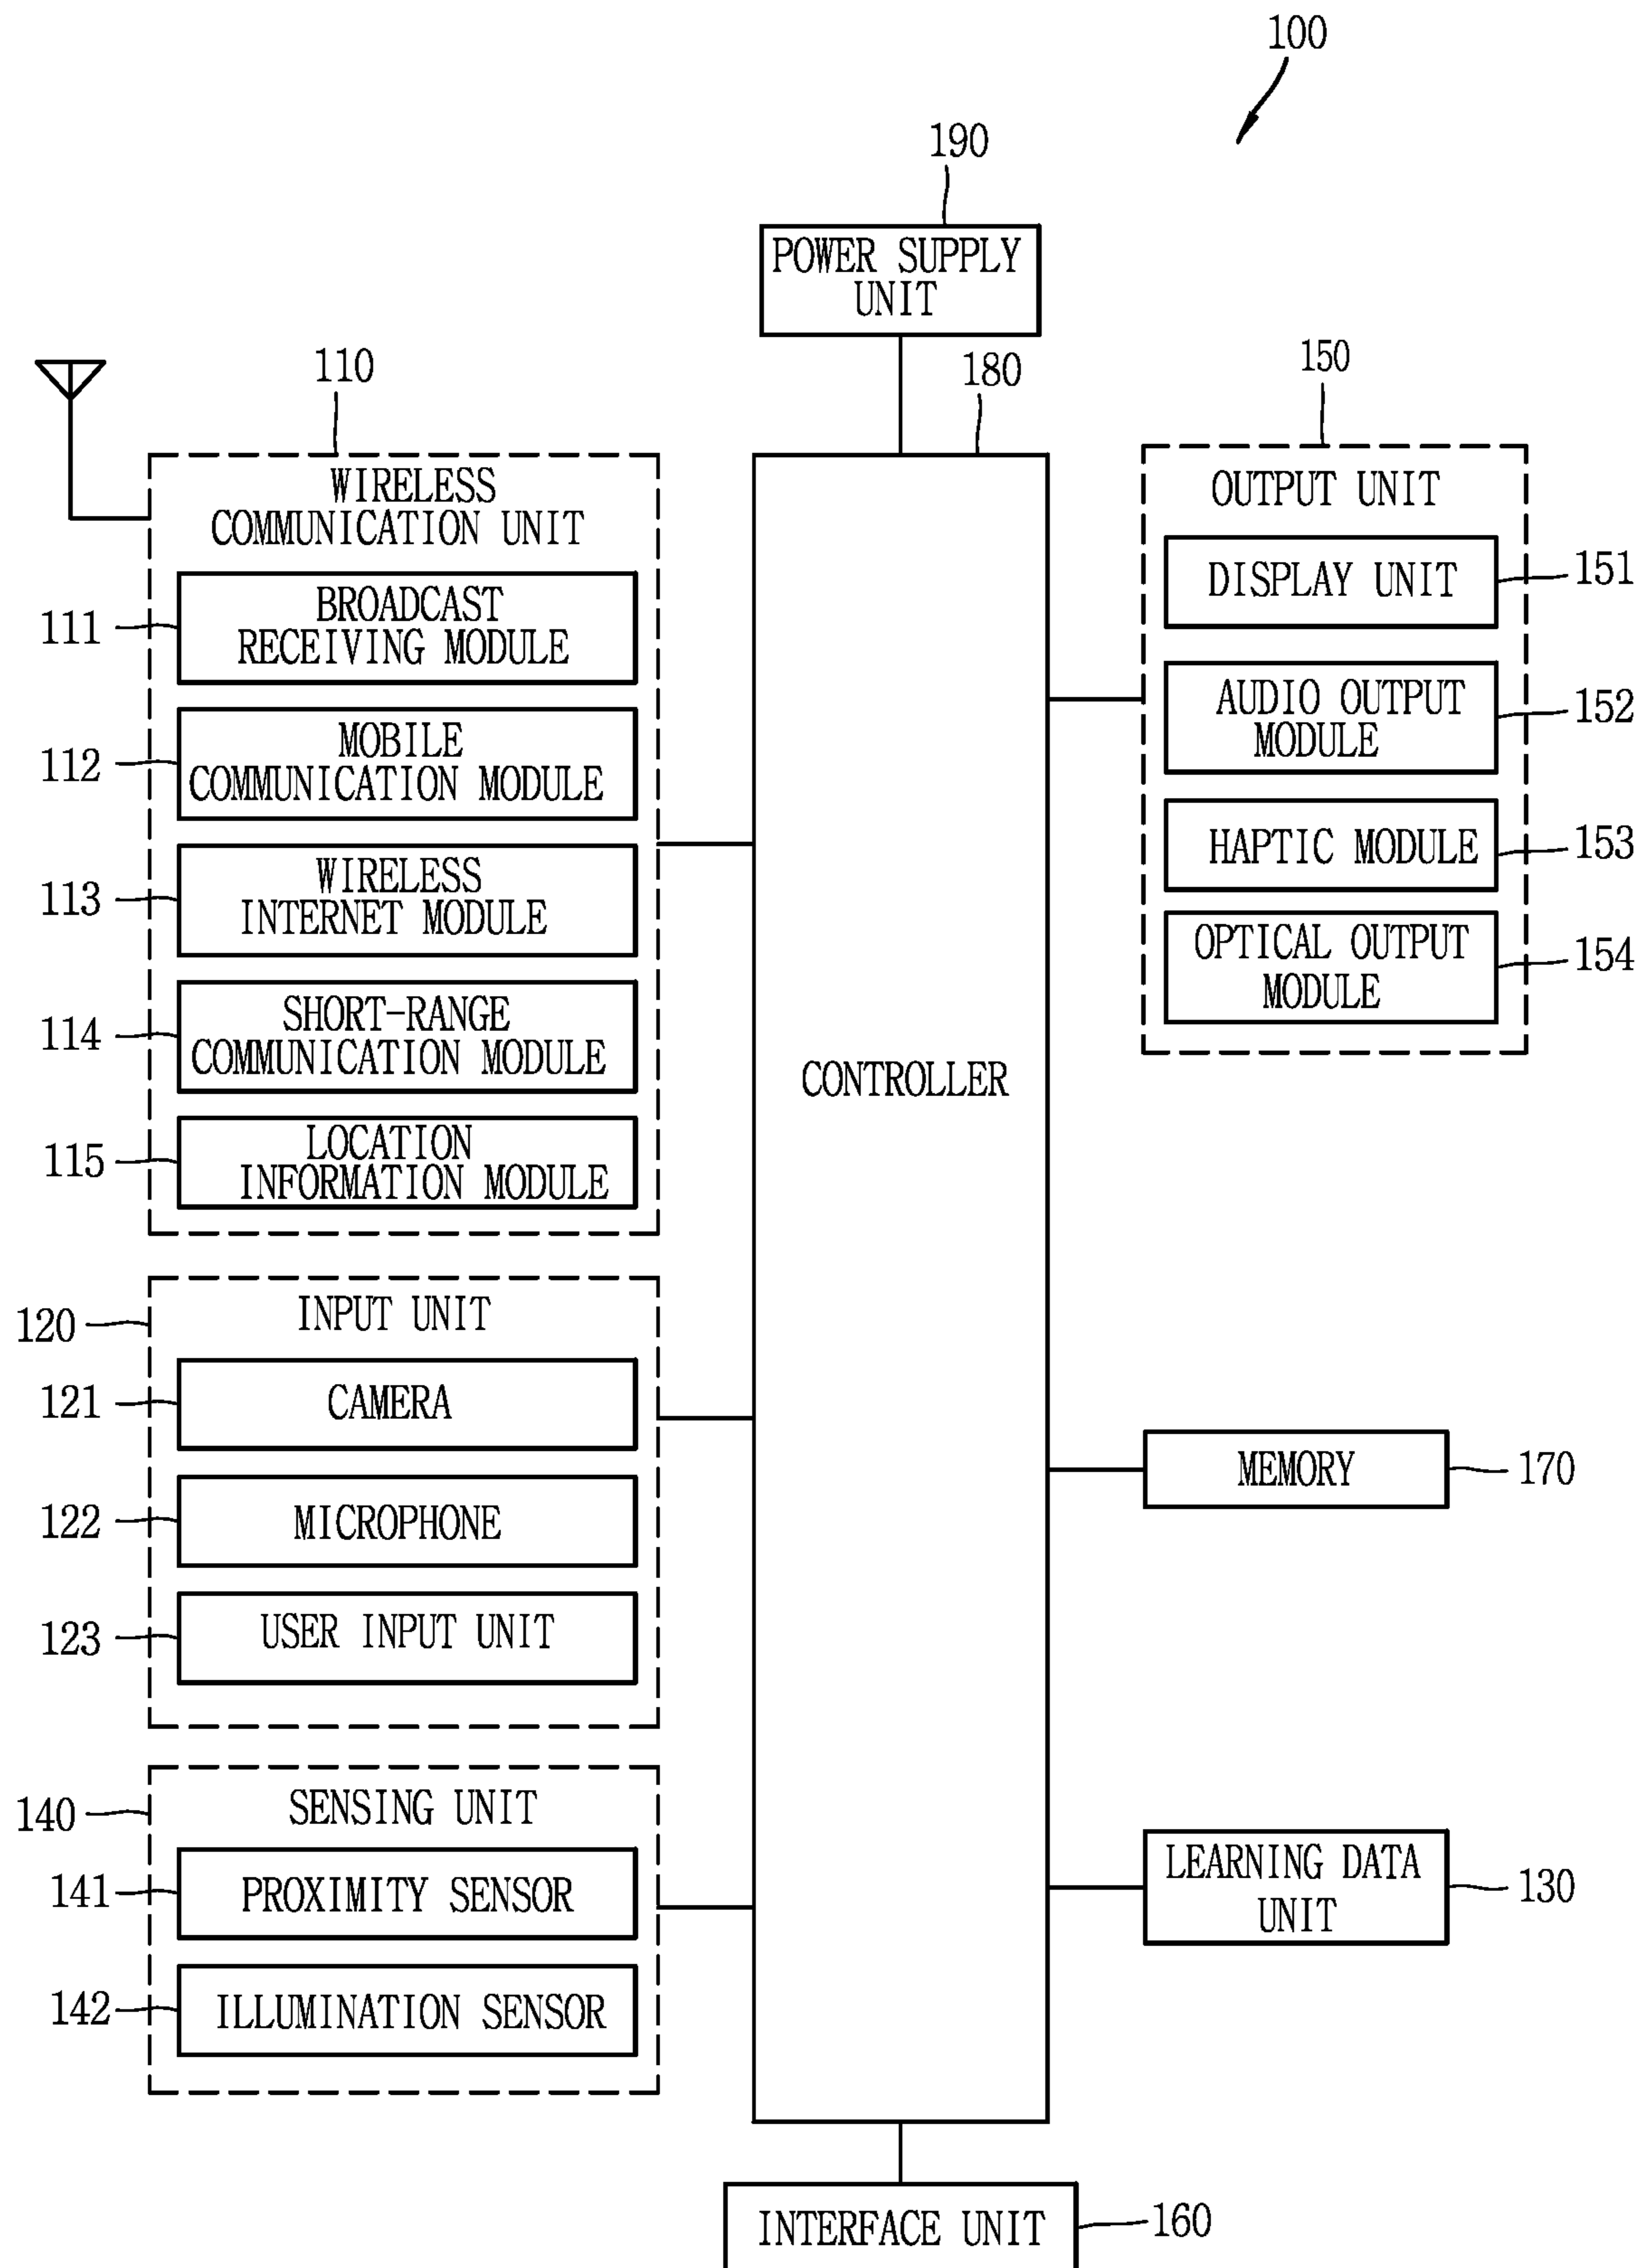 100
190
POWER SUPPLY
UNIT
110
180
150
WIRELESS
COMMUNICATION UNIT
111
BROADCAST
RECEIVING MODULE
112
MOBILE
COMMUNICATION MODULE
113
WIRELESS
INTERNET MODULE
114
SHORT-RANGE
COMMUNICATION MODULE
115
LOCATION
INFORMATION MODULE
120
INPUT UNIT
121
CAMERA
122
MICROPHONE
123
USER INPUT UNIT
140
SENSING UNIT
141
PROXIMITY SENSOR
142
ILLUMINATION SENSOR
CONTROLLER
OUTPUT UNIT
DISPLAY UNIT
151
AUDIO OUTPUT
MODULE
152
HAPTIC MODULE
153
OPTICAL OUTPUT
MODULE
154
MEMORY
170
LEARNING DATA
UNIT
130
INTERFACE UNIT
160